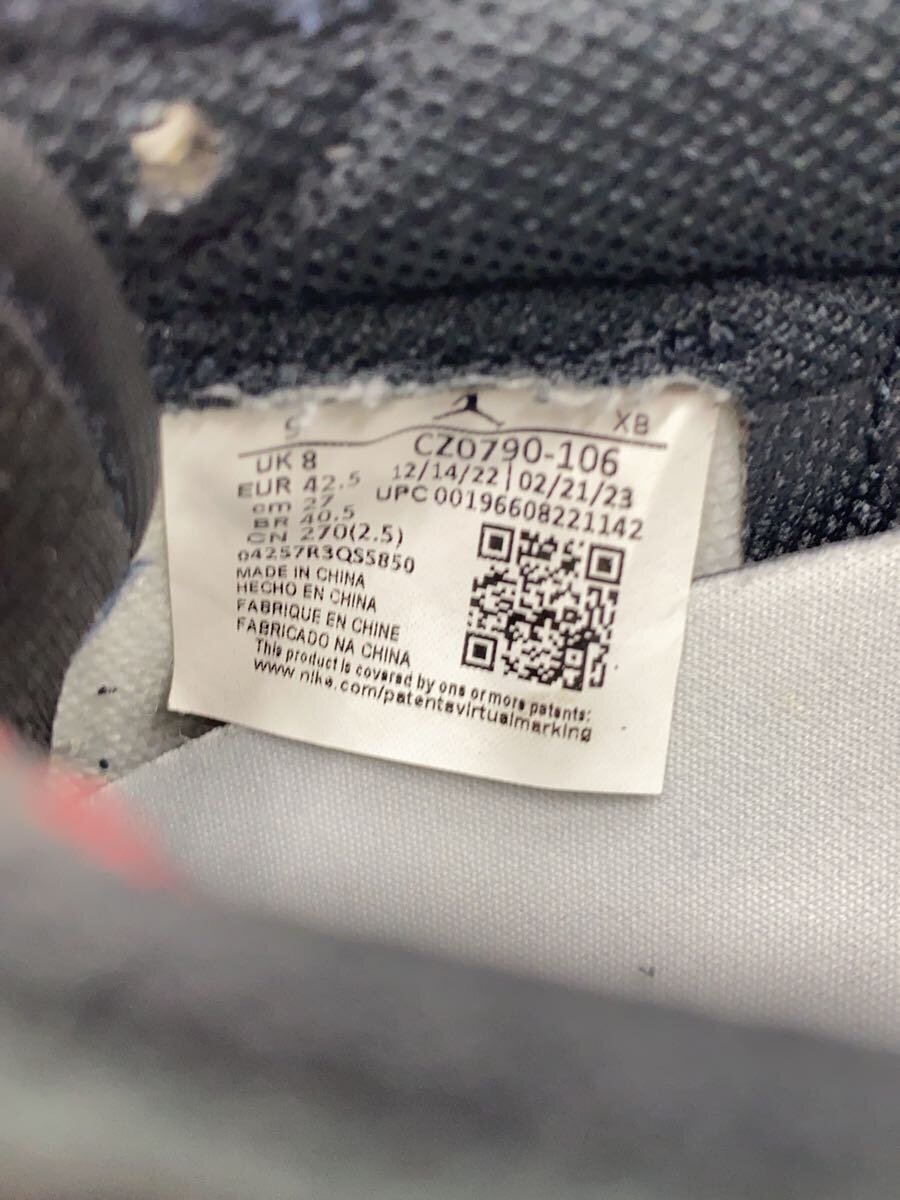 S XB
CZ0790-106
UK 8 12/14/22 | 02/21/23
EUR 42.5 UPC 00196608221142
cm 27
BR 40.5
CN 270(2.5)
04257R3QS5850
MADE IN CHINA
HECHO EN CHINA
FABRIQUE EN CHINE
FABRICADO NA CHINA
This product is covered by one or more patents:
www.nike.com/patentsvirtualmarking